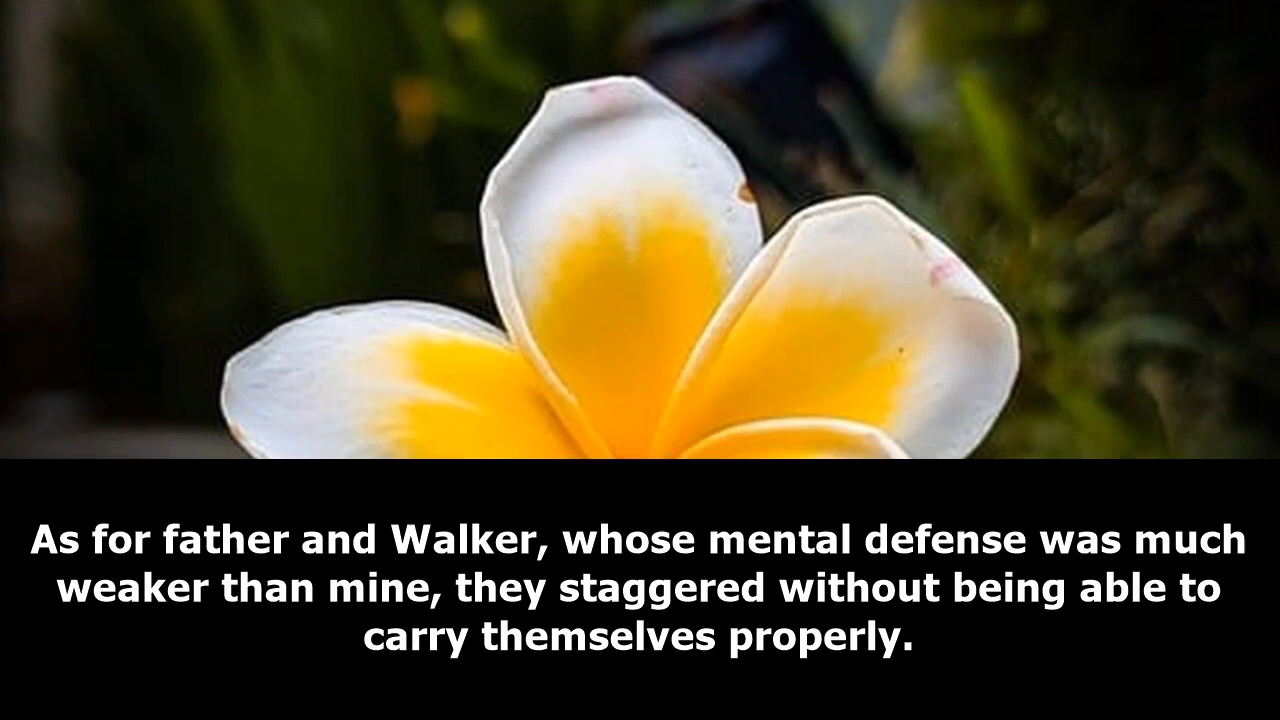 As for father and Walker, whose mental defense was much
weaker than mine, they staggered without being able to
carry themselves properly.